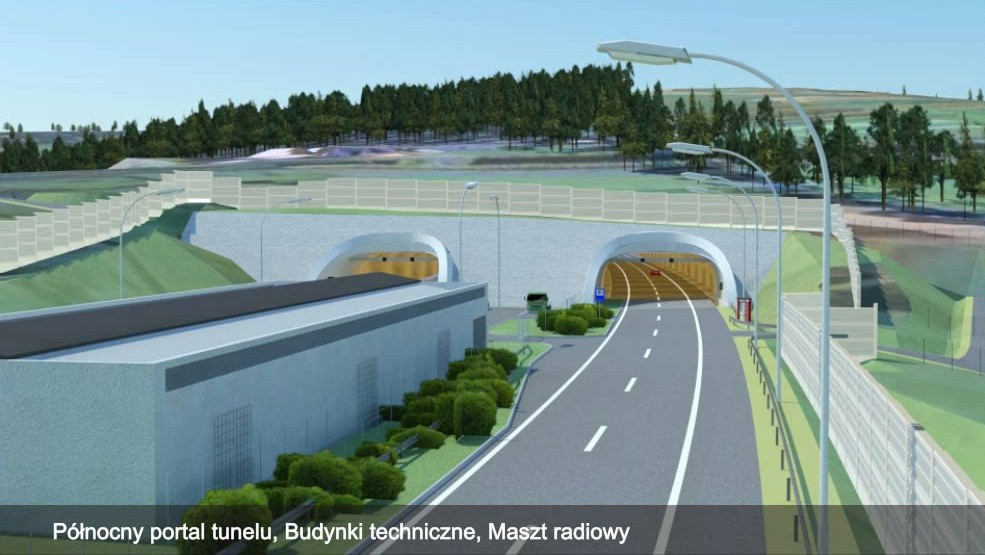 Północny portal tunelu, Budynki techniczne, Maszt radiowy